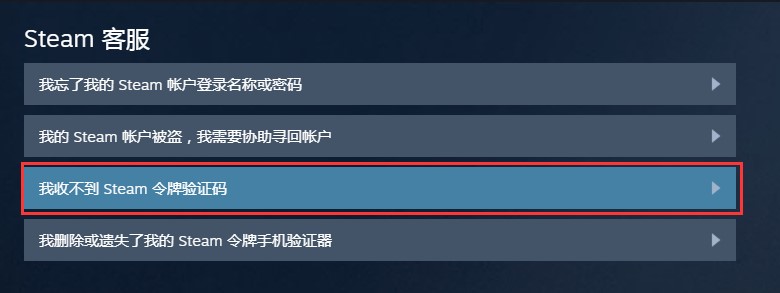 Steam 客服
我忘了我的 Steam 帐户登录名称或密码
我的 Steam 帐户被盗，我需要协助寻回帐户
我收不到 Steam 令牌验证码
我删除或遗失了我的 Steam 令牌手机验证器